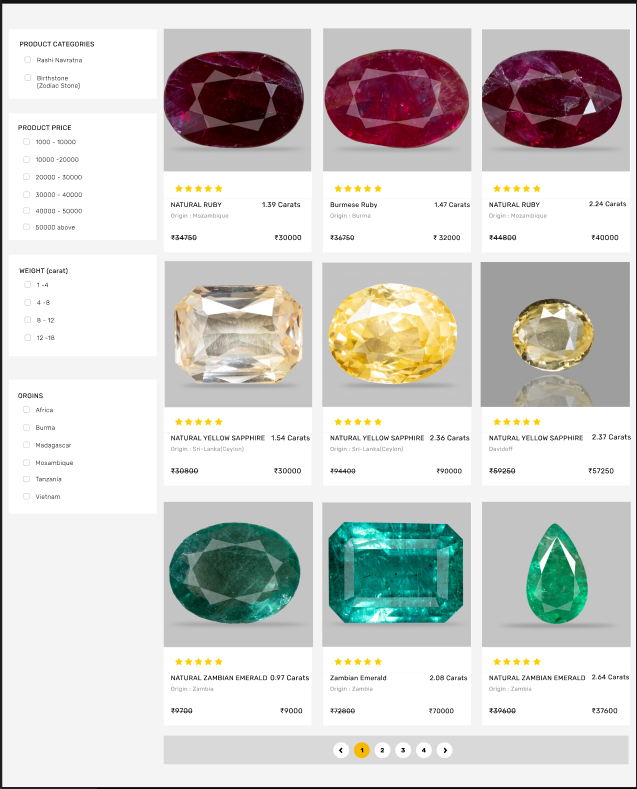 PRODUCT CATEGORIES
Rashi Navratna
Birthstone
(Zodiac Stone)
PRODUCT PRICE
1000 - 10000
10000 -20000
20000 - 30000
30000 - 40000
40000 - 50000
50000 above
WEIGHT (carat)
1 -4
4 -8
8 - 12
12 -18
ORGINS
Africa
Burma
Madagascar
Mosambique
Tanzania
Vietnam
NATURAL RUBY 1.39 Carats
Origin : Mozambique
₹34750 ₹30000
Burmese Ruby 1.47 Carats
Origin : Burma
₹36750 ₹ 32000
NATURAL RUBY 2.24 Carats
Origin : Mozambique
₹44800 ₹40000
NATURAL YELLOW SAPPHIRE 1.54 Carats
Origin : Sri-Lanka(Ceylon)
₹30800 ₹30000
NATURAL YELLOW SAPPHIRE 2.36 Carats
Origin : Sri-Lanka(Ceylon)
₹94400 ₹90000
NATURAL YELLOW SAPPHIRE 2.37 Carats
Davidoff
₹59250 ₹57250
NATURAL ZAMBIAN EMERALD 0.97 Carats
Origin : Zambia
₹9700 ₹9000
Zambian Emerald 2.08 Carats
Origin : Zambia
₹72800 ₹70000
NATURAL ZAMBIAN EMERALD 2.64 Carats
Origin : Zambia
₹39600 ₹37600
1 2 3 4